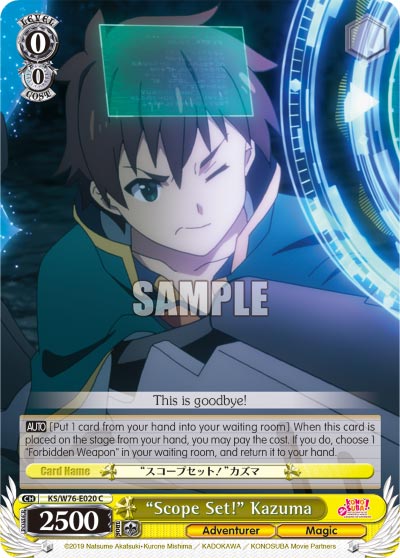 LEVEL
0
0
COST
SAMPLE
This is goodbye!
AUTO [Put 1 card from your hand into your waiting room] When this card is
placed on the stage from your hand, you may pay the cost. If you do, choose 1
"Forbidden Weapon" in your waiting room, and return it to your hand.
Card Name
"スコープセット!" カズマ
CH KS/W76-E020 C
POWER 2500 SOUL "Scope Set!" Kazuma
KONO SUBA!
Adventurer Magic
©2019 Natsume Akatsuki・Kurone Mishima / KADOKAWA / KONOSUBA Movie Partners